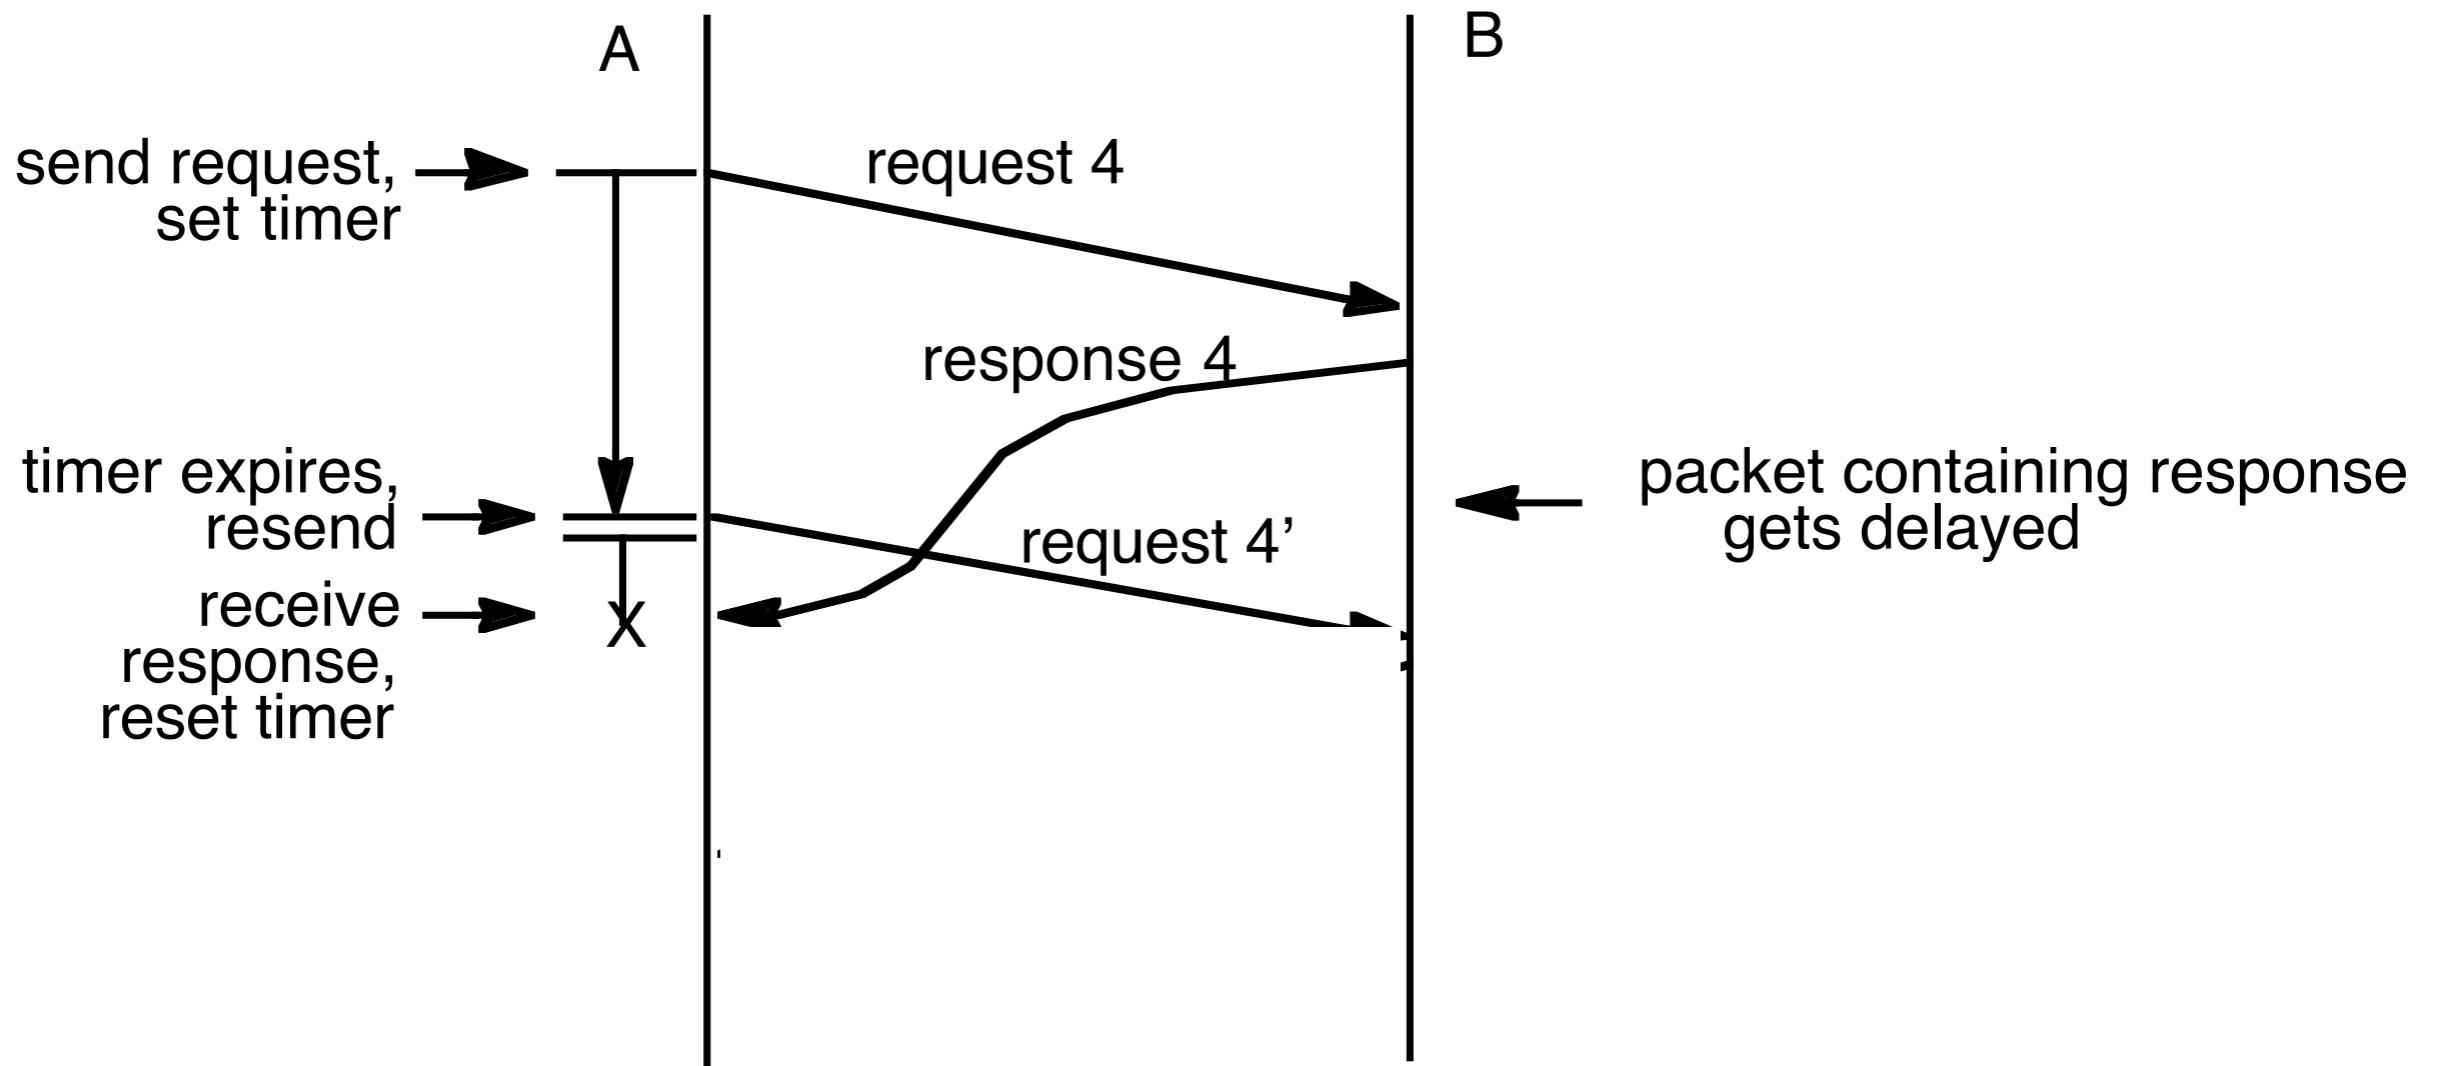 A
B
send request,
set timer
request 4
response 4
timer expires,
resend
request 4’
packet containing response
gets delayed
receive
response,
reset timer
X